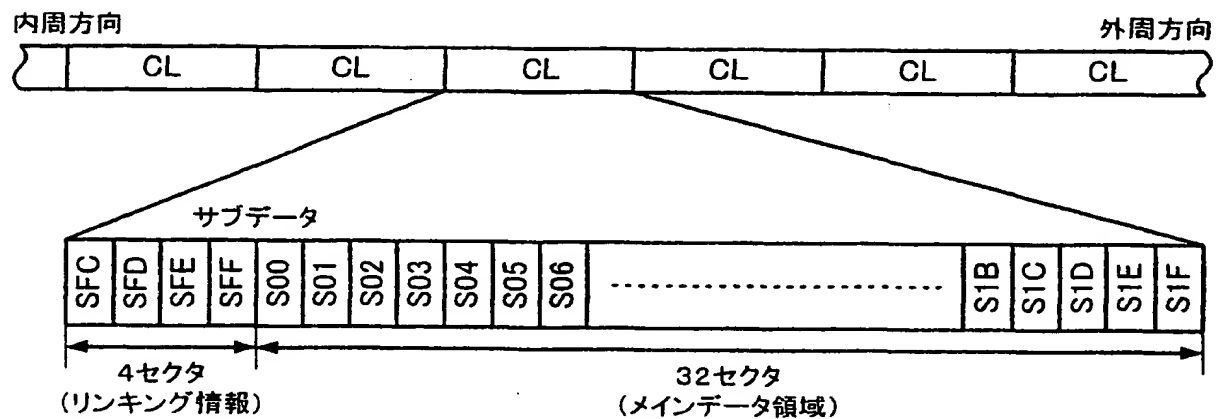 内周方向
外周方向
CL CL CL CL CL CL
サブデータ
SFC SFD SFE SFF S00 S01 S02 S03 S04 S05 S06 S1B S1C S1D S1E S1F
4セクタ
(リンキング情報)
32セクタ
(メインデータ領域)